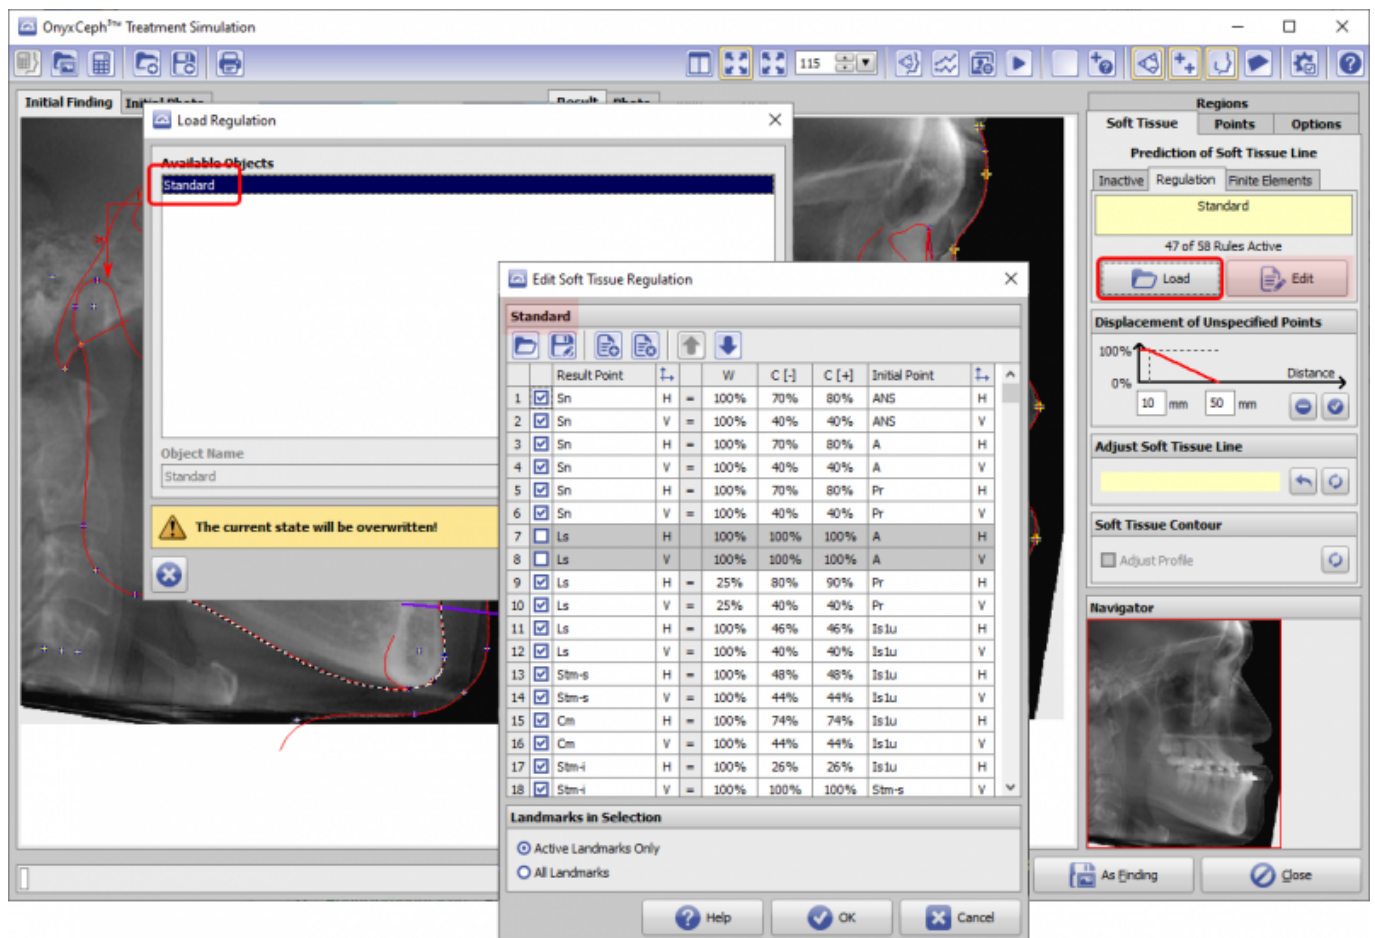 OnyxCeph³™ Treatment Simulation
115
Initial Finding
Initial Photo
Result
Photo
Regions
Soft Tissue
Points
Options
Prediction of Soft Tissue Line
Inactive
Regulation
Finite Elements
Standard
47 of 58 Rules Active
Load
Edit
Displacement of Unspecified Points
100%
0%
Distance
10 mm
50 mm
Adjust Soft Tissue Line
Soft Tissue Contour
Adjust Profile
Navigator
As Finding
Close
Load Regulation
Available Objects
Standard
Object Name
Standard
The current state will be overwritten!
Edit Soft Tissue Regulation
Standard
Result Point W C [-] C [+] Initial Point
1 Sn H = 100% 70% 80% ANS H
2 Sn V = 100% 40% 40% ANS V
3 Sn H = 100% 70% 80% A H
4 Sn V = 100% 40% 40% A V
5 Sn H = 100% 70% 80% Pr H
6 Sn V = 100% 40% 40% Pr V
7 Ls H 100% 100% 100% A H
8 Ls V 100% 100% 100% A V
9 Ls H = 25% 80% 90% Pr H
10 Ls V = 25% 40% 40% Pr V
11 Ls H = 100% 46% 46% Is1u H
12 Ls V = 100% 40% 40% Is1u V
13 Stm-s H = 100% 48% 48% Is1u H
14 Stm-s V = 100% 44% 44% Is1u V
15 Cm H = 100% 74% 74% Is1u H
16 Cm V = 100% 44% 44% Is1u V
17 Stm-i H = 100% 26% 26% Is1u H
18 Stm-i V = 100% 100% 100% Stm-s V
Landmarks in Selection
Active Landmarks Only
All Landmarks
Help
OK
Cancel